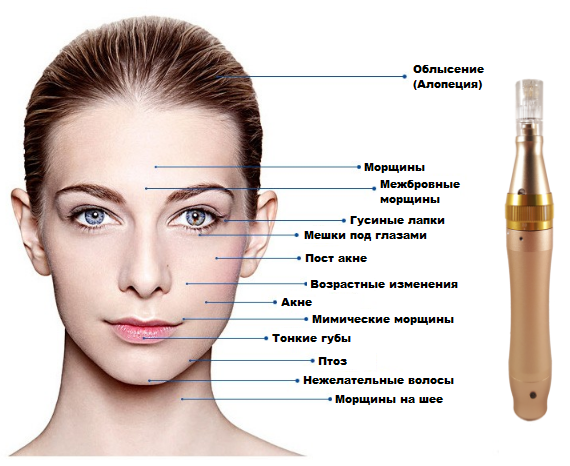 Облысение
(Алопеция)
Морщины
Межбровные
морщины
Гусиные лапки
Мешки под глазами
Пост акне
Возрастные изменения
Акне
Мимические морщины
Тонкие губы
Птоз
Нежелательные волосы
Морщины на шее